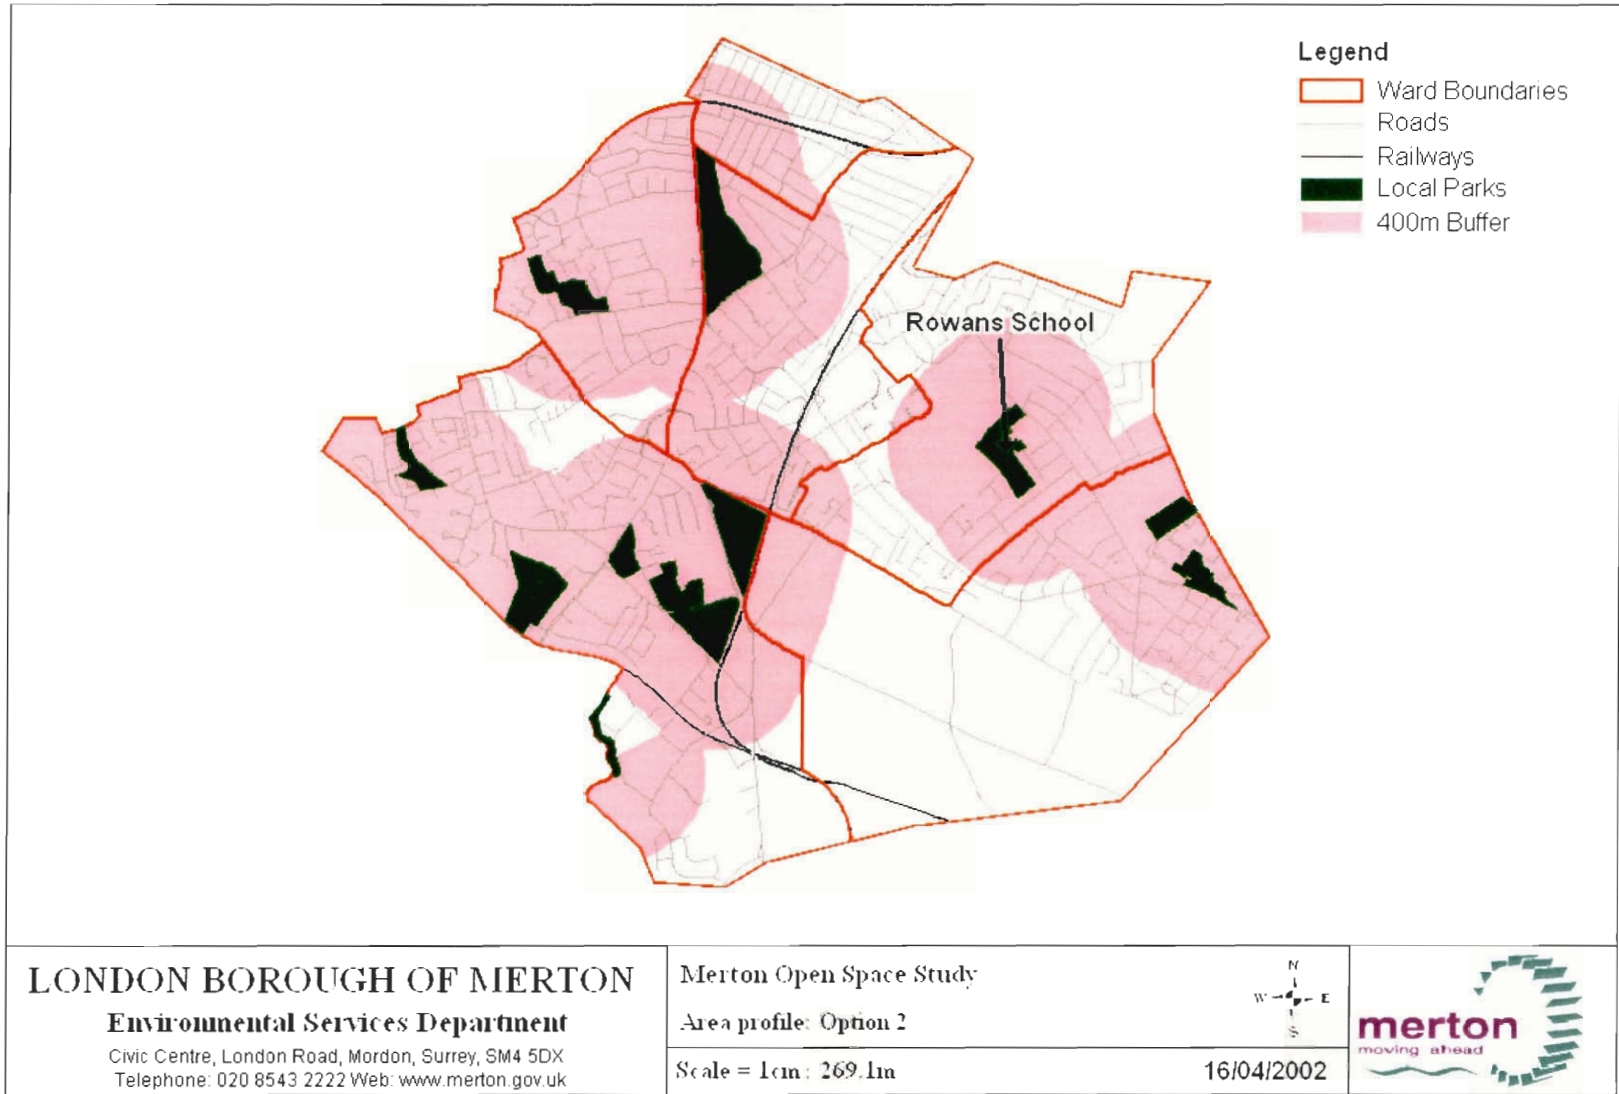 Legend
Ward Boundaries
Roads
Railways
Local Parks
400m Buffer
Rowans School
LONDON BOROUGH OF MERTON
Environmental Services Department
Civic Centre, London Road, Mordon, Surrey, SM4 5DX
Telephone: 020 8543 2222 Web: www.merton.gov.uk
Merton Open Space Study
Area profile: Option 2
Scale = 1cm : 269.1m
16/04/2002
N
W E
S
merton
moving ahead